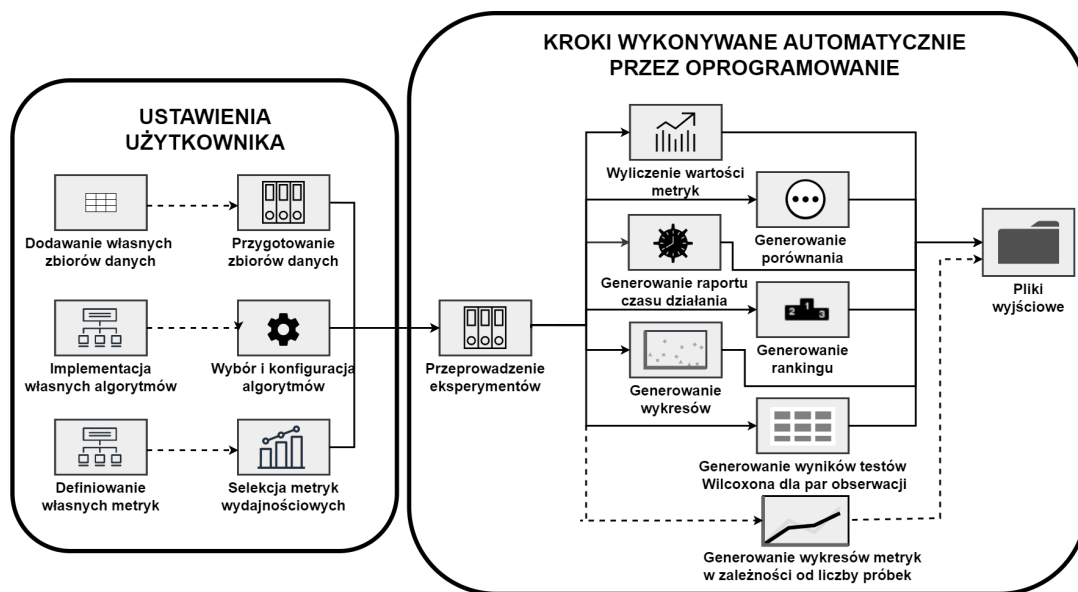 USTAWIENIA
UŻYTKOWNIKA
Dodawanie własnych
zbiorów danych
Przygotowanie
zbiorów danych
Implementacja
własnych algorytmów
Wybór i konfiguracja
algorytmów
Definiowanie
własnych metryk
Selekcja metryk
wydajnościowych
KROKI WYKONYWANE AUTOMATYCZNIE
PRZEZ OPROGRAMOWANIE
Przeprowadzenie
eksperymentów
Wyliczenie wartości
metryk
Generowanie
porównania
Generowanie raportu
czasu działania
2 1 3
Generowanie
rankingu
Generowanie
wykresów
Generowanie wyników testów
Wilcoxona dla par obserwacji
Generowanie wykresów metryk
w zależności od liczby próbek
Pliki
wyjściowe